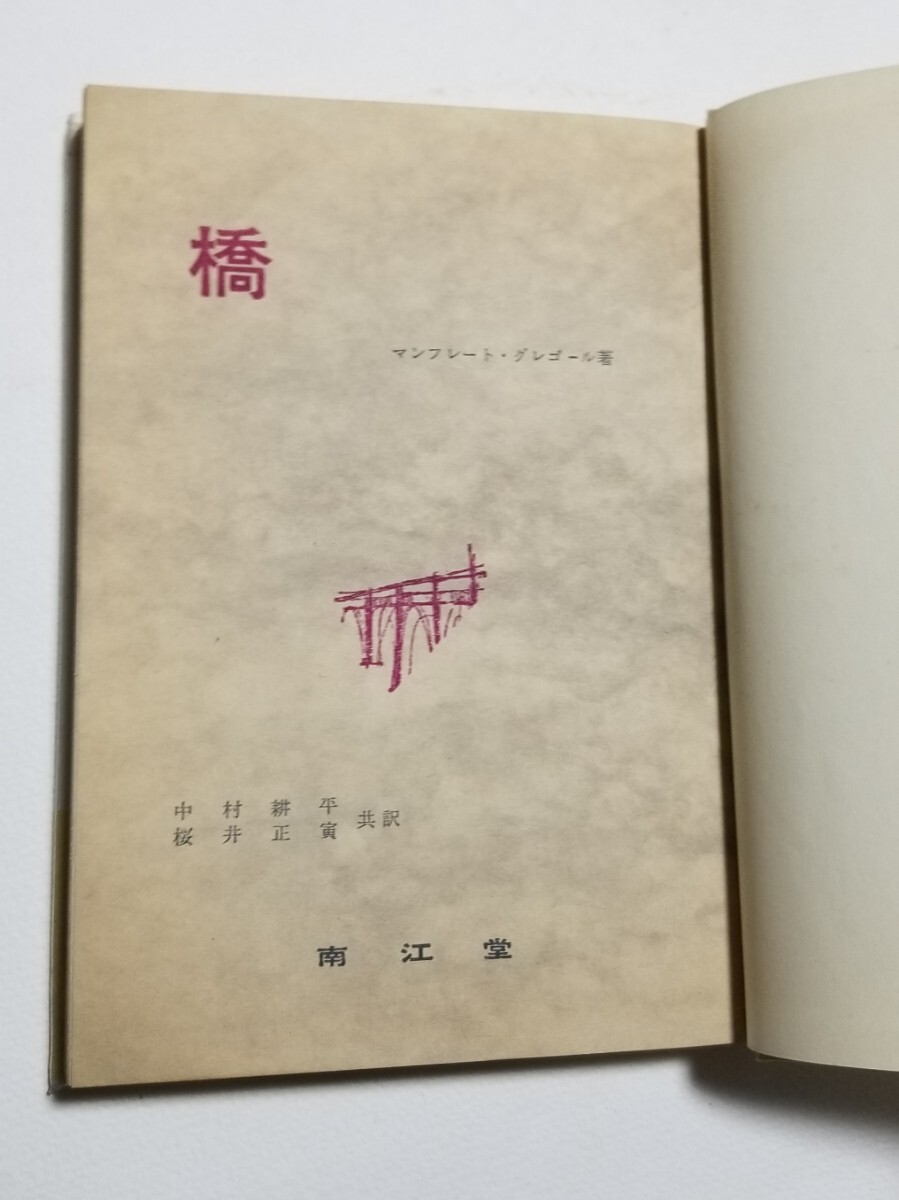 橋
マンフレート・グレゴール著
中村耕平
桜井正寅 共訳
南江堂